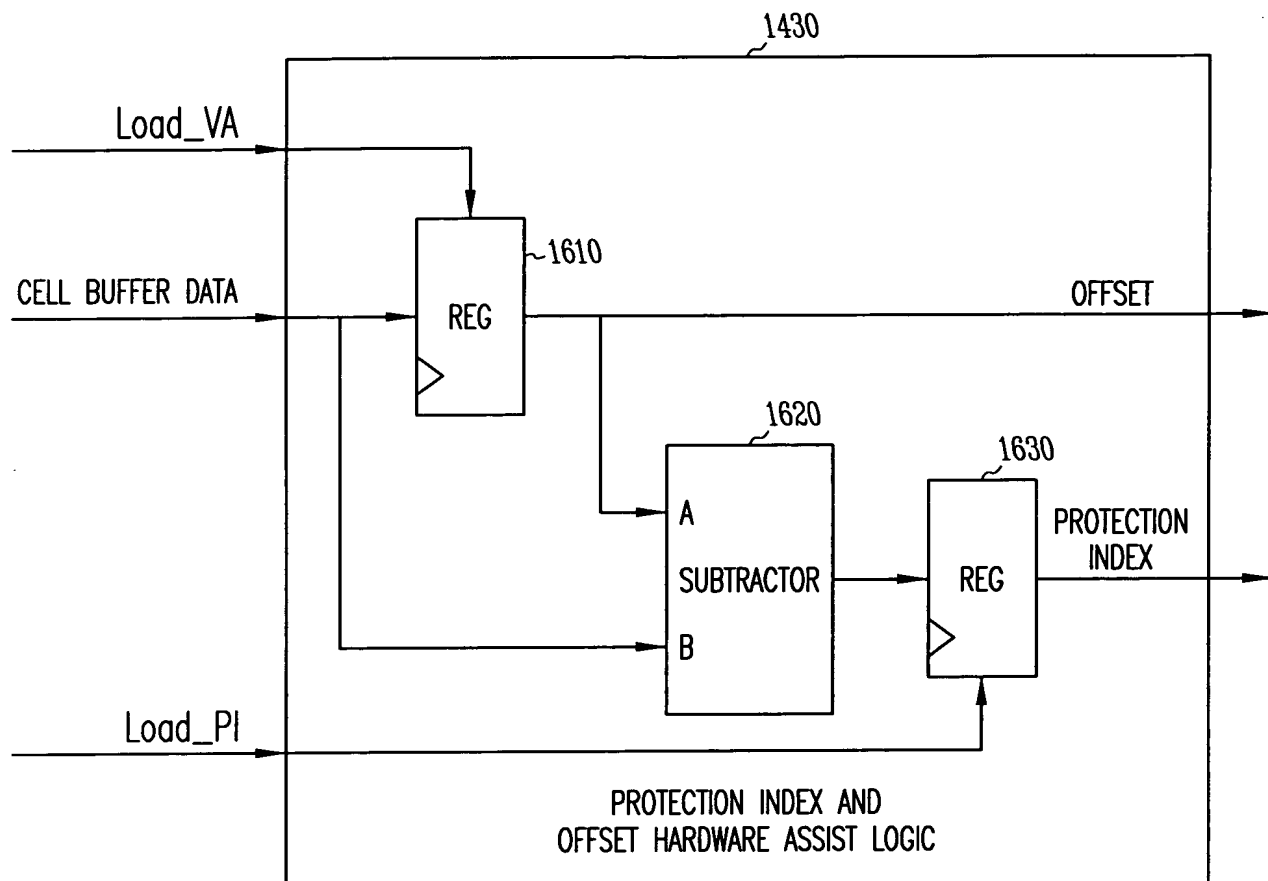 1430
Load_VA
1610
CELL BUFFER DATA
REG
OFFSET
1620
1630
A
PROTECTION
INDEX
SUBTRACTOR
REG
B
Load_PI
PROTECTION INDEX AND
OFFSET HARDWARE ASSIST LOGIC